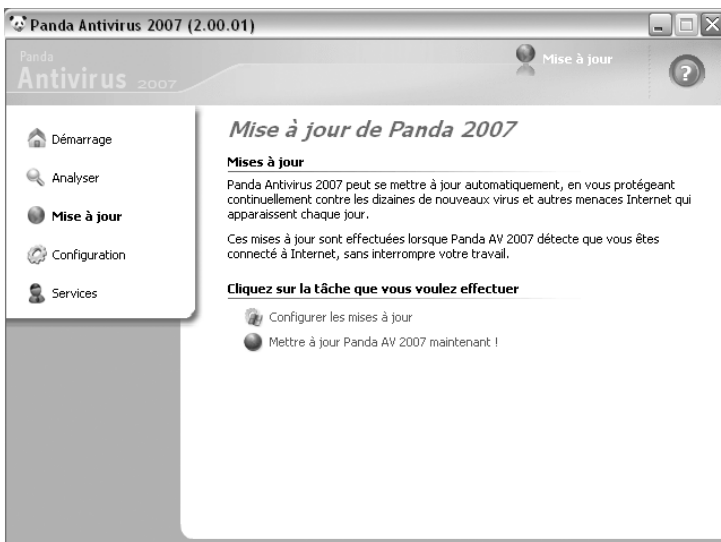 Panda Antivirus 2007 (2.00.01)
Panda
Antivirus 2007
Mise à jour
?
Démarrage
Analyser
Mise à jour
Configuration
Services
Mise à jour de Panda 2007
Mises à jour
Panda Antivirus 2007 peut se mettre à jour automatiquement, en vous protégeant
continuellement contre les dizaines de nouveaux virus et autres menaces Internet qui
apparaissent chaque jour.
Ces mises à jour sont effectuées lorsque Panda AV 2007 détecte que vous êtes
connecté à Internet, sans interrompre votre travail.
Cliquez sur la tâche que vous voulez effectuer
Configurer les mises à jour
Mettre à jour Panda AV 2007 maintenant !